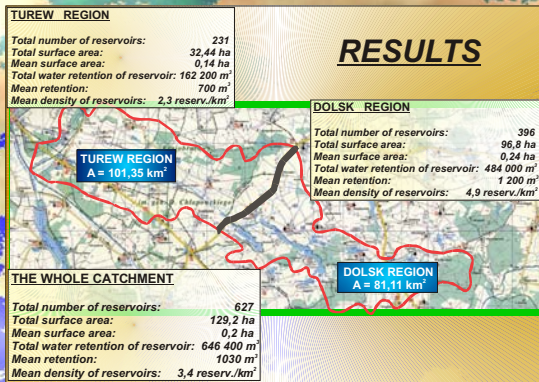 TUREW REGION
Total number of reservoirs: 231
Total surface area: 32,44 ha
Mean surface area: 0,14 ha
Total water retention of reservoir: 162 200 m³
Mean retention: 700 m³
Mean density of reservoirs: 2,3 reserv./km²
RESULTS
DOLSK REGION
Total number of reservoirs: 396
Total surface area: 96,8 ha
Mean surface area: 0,24 ha
Total water retention of reservoir: 484 000 m³
Mean retention: 1 200 m³
Mean density of reservoirs: 4,9 reserv./km²
TUREW REGION
A = 101,35 km²
DOLSK REGION
A = 81,11 km²
THE WHOLE CATCHMENT
Total number of reservoirs: 627
Total surface area: 129,2 ha
Mean surface area: 0,2 ha
Total water retention of reservoir: 646 400 m³
Mean retention: 1030 m³
Mean density of reservoirs: 3,4 reserv./km²